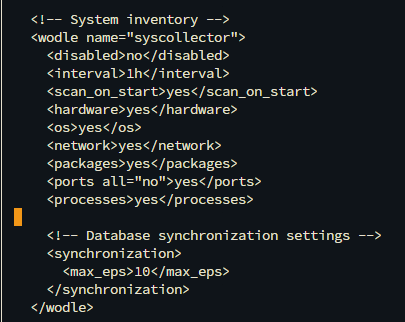 <!-- System inventory -->
<wodle name="syscollector">
<disabled>no</disabled>
<interval>1h</interval>
<scan_on_start>yes</scan_on_start>
<hardware>yes</hardware>
<os>yes</os>
<network>yes</network>
<packages>yes</packages>
<ports all="no">yes</ports>
<processes>yes</processes>
<!-- Database synchronization settings -->
<synchronization>
<max_eps>10</max_eps>
</synchronization>
</wodle>